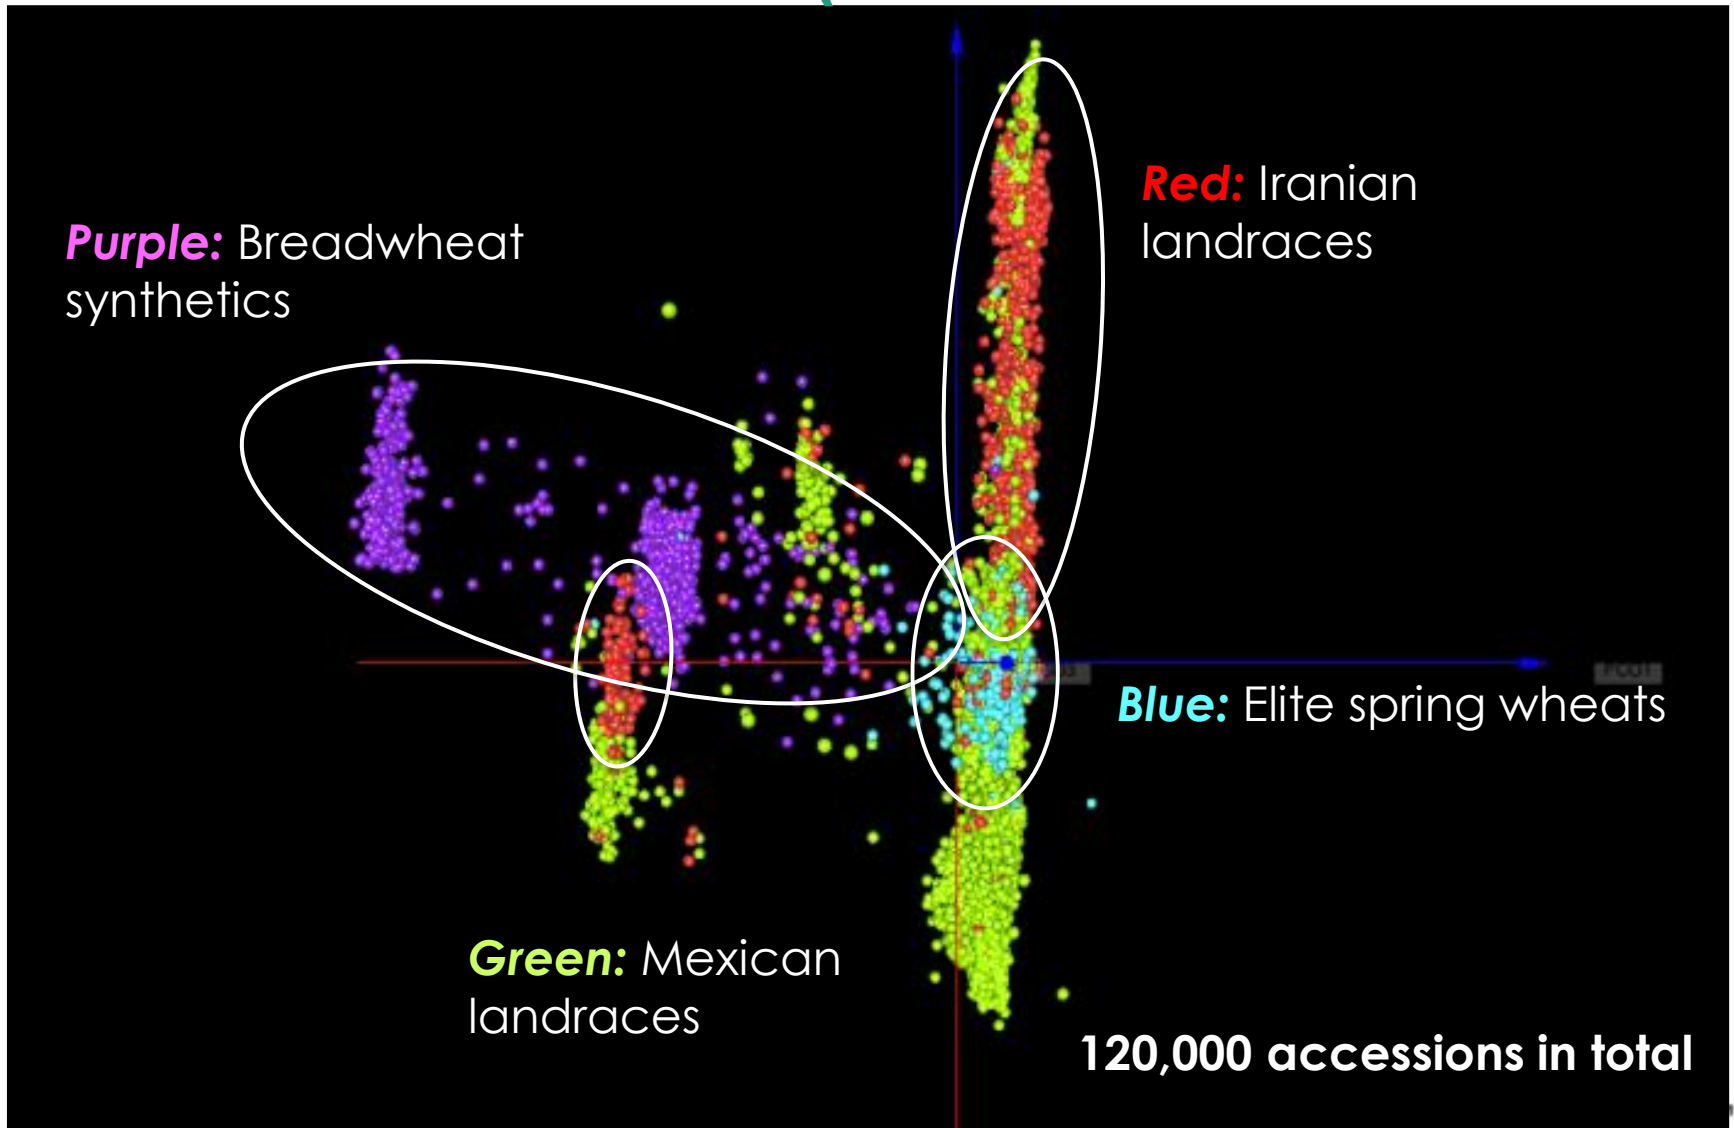 Red: Iranian
landraces
Purple: Breadwheat
synthetics
Blue: Elite spring wheats
Green: Mexican
landraces
120,000 accessions in total